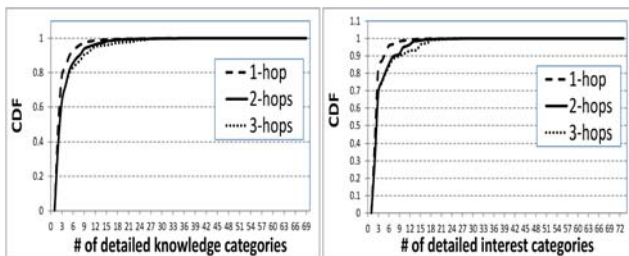 1
0.8
0.6
0.4
0.2
0
CDF
1-hop
2-hops
3-hops
0 3 6 9 12 15 18 21 24 27 30 33 36 39 42 45 48 51 54 57 60 63 66 69
# of detailed knowledge categories
1.1
1
0.9
0.8
0.7
0.6
0.5
0.4
0.3
0.2
0.1
0
CDF
1-hop
2-hops
3-hops
0 3 6 9 12 15 18 21 24 27 30 33 36 39 42 45 48 51 54 57 60 63 66 69 72
# of detailed interest categories